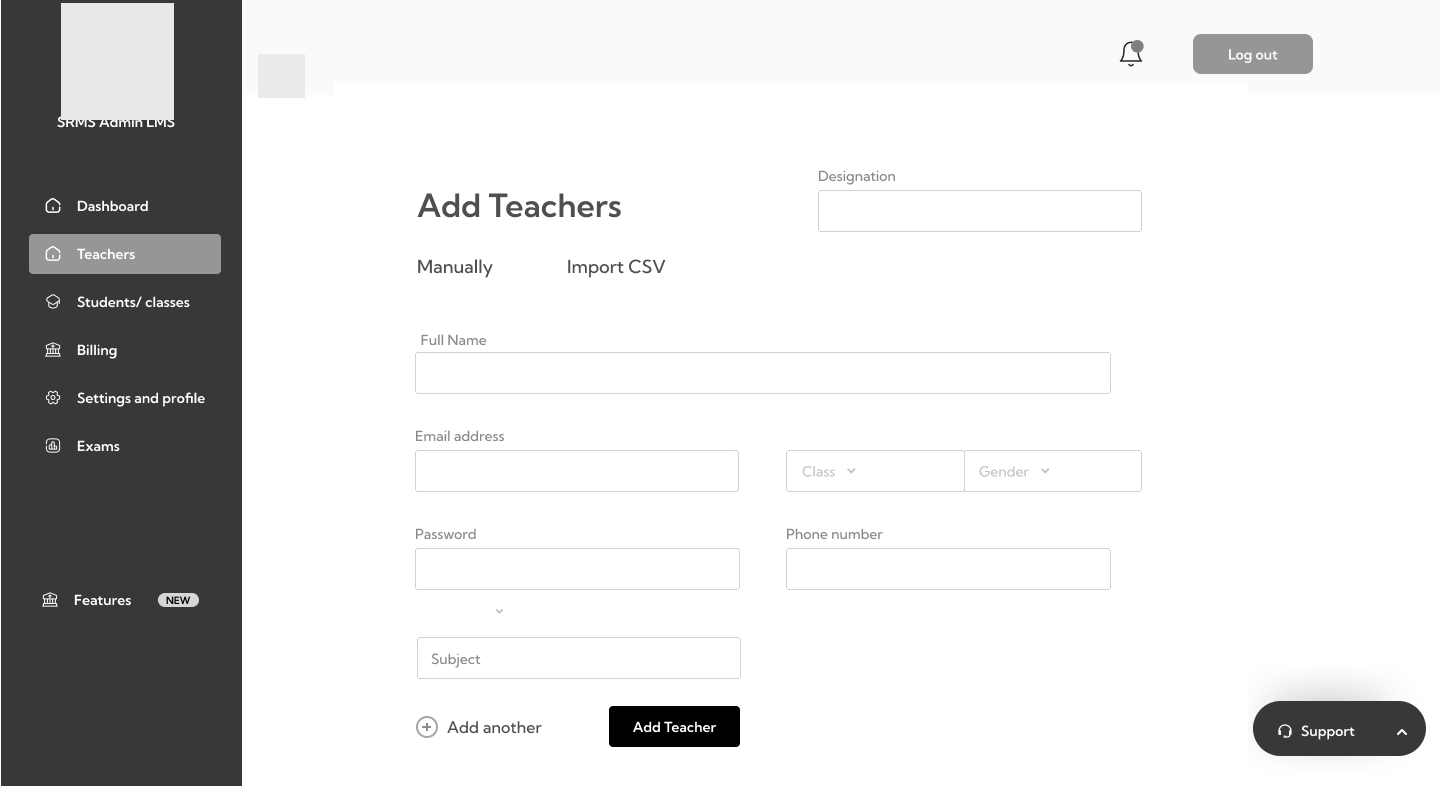 Log out
SRMS Admin LMS
Dashboard
Teachers
Students/ classes
Billing
Settings and profile
Exams
Features NEW
Designation
Add Teachers
Manually Import CSV
Full Name
Email address
Class Gender
Password Phone number
Subject
Add another Add Teacher
Support